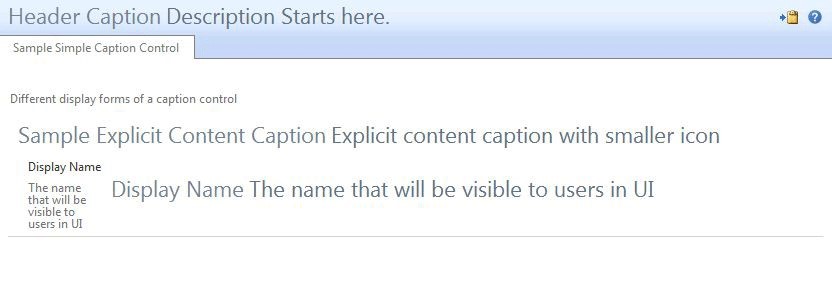 Header Caption Description Starts here.
Sample Simple Caption Control
Different display forms of a caption control
Sample Explicit Content Caption Explicit content caption with smaller icon
Display Name
The name
that will be
visible to
users in UI
Display Name The name that will be visible to users in UI